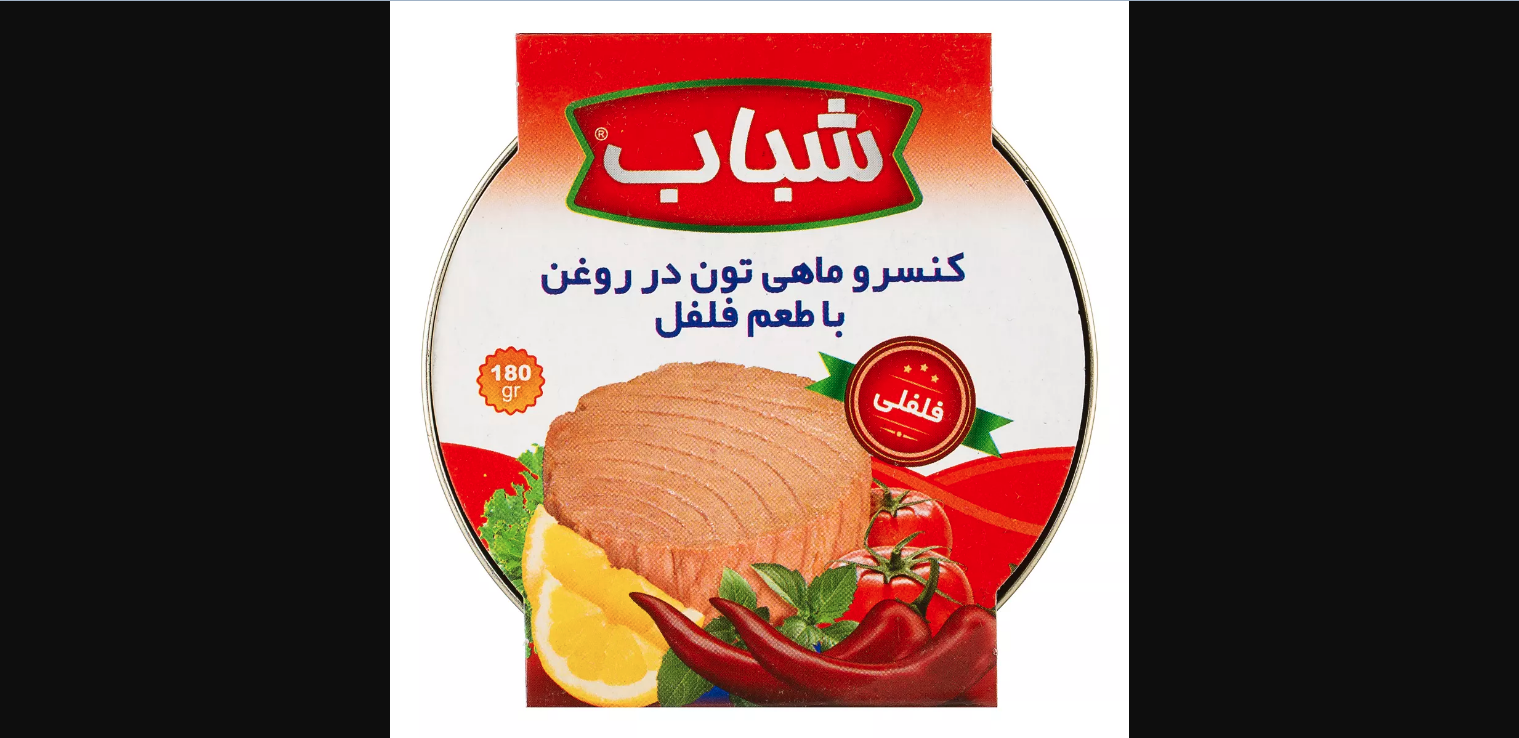 شباب
®
کنسرو ماهی تون در روغن
با طعم فلفل
180
gr
فلفلی